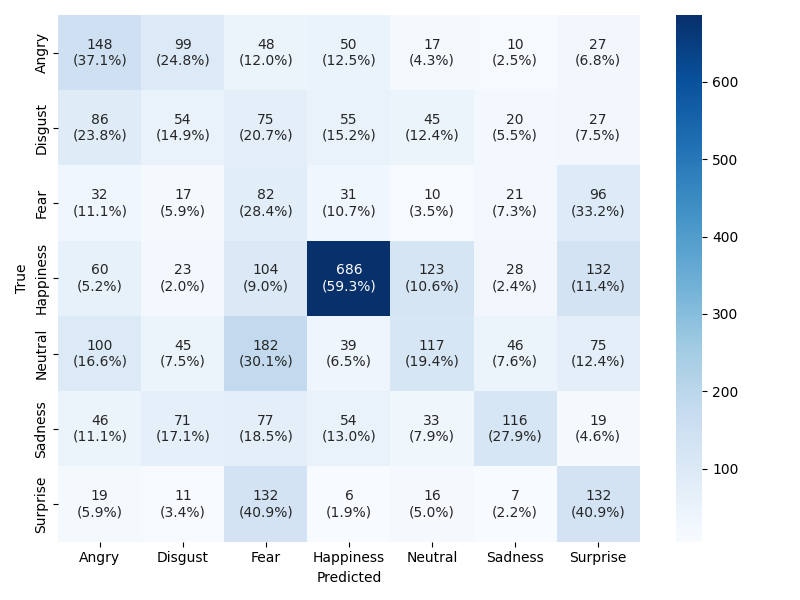 Angry 148 99 48 50 17 10 27
(37.1%) (24.8%) (12.0%) (12.5%) (4.3%) (2.5%) (6.8%)
Disgust 86 54 75 55 45 20 27
(23.8%) (14.9%) (20.7%) (15.2%) (12.4%) (5.5%) (7.5%)
Fear 32 17 82 31 10 21 96
(11.1%) (5.9%) (28.4%) (10.7%) (3.5%) (7.3%) (33.2%)
True
Happiness 60 23 104 686 123 28 132
(5.2%) (2.0%) (9.0%) (59.3%) (10.6%) (2.4%) (11.4%)
Neutral 100 45 182 39 117 46 75
(16.6%) (7.5%) (30.1%) (6.5%) (19.4%) (7.6%) (12.4%)
Sadness 46 71 77 54 33 116 19
(11.1%) (17.1%) (18.5%) (13.0%) (7.9%) (27.9%) (4.6%)
Surprise 19 11 132 6 16 7 132
(5.9%) (3.4%) (40.9%) (1.9%) (5.0%) (2.2%) (40.9%)
Angry Disgust Fear Happiness Neutral Sadness Surprise
Predicted
600
500
400
300
200
100